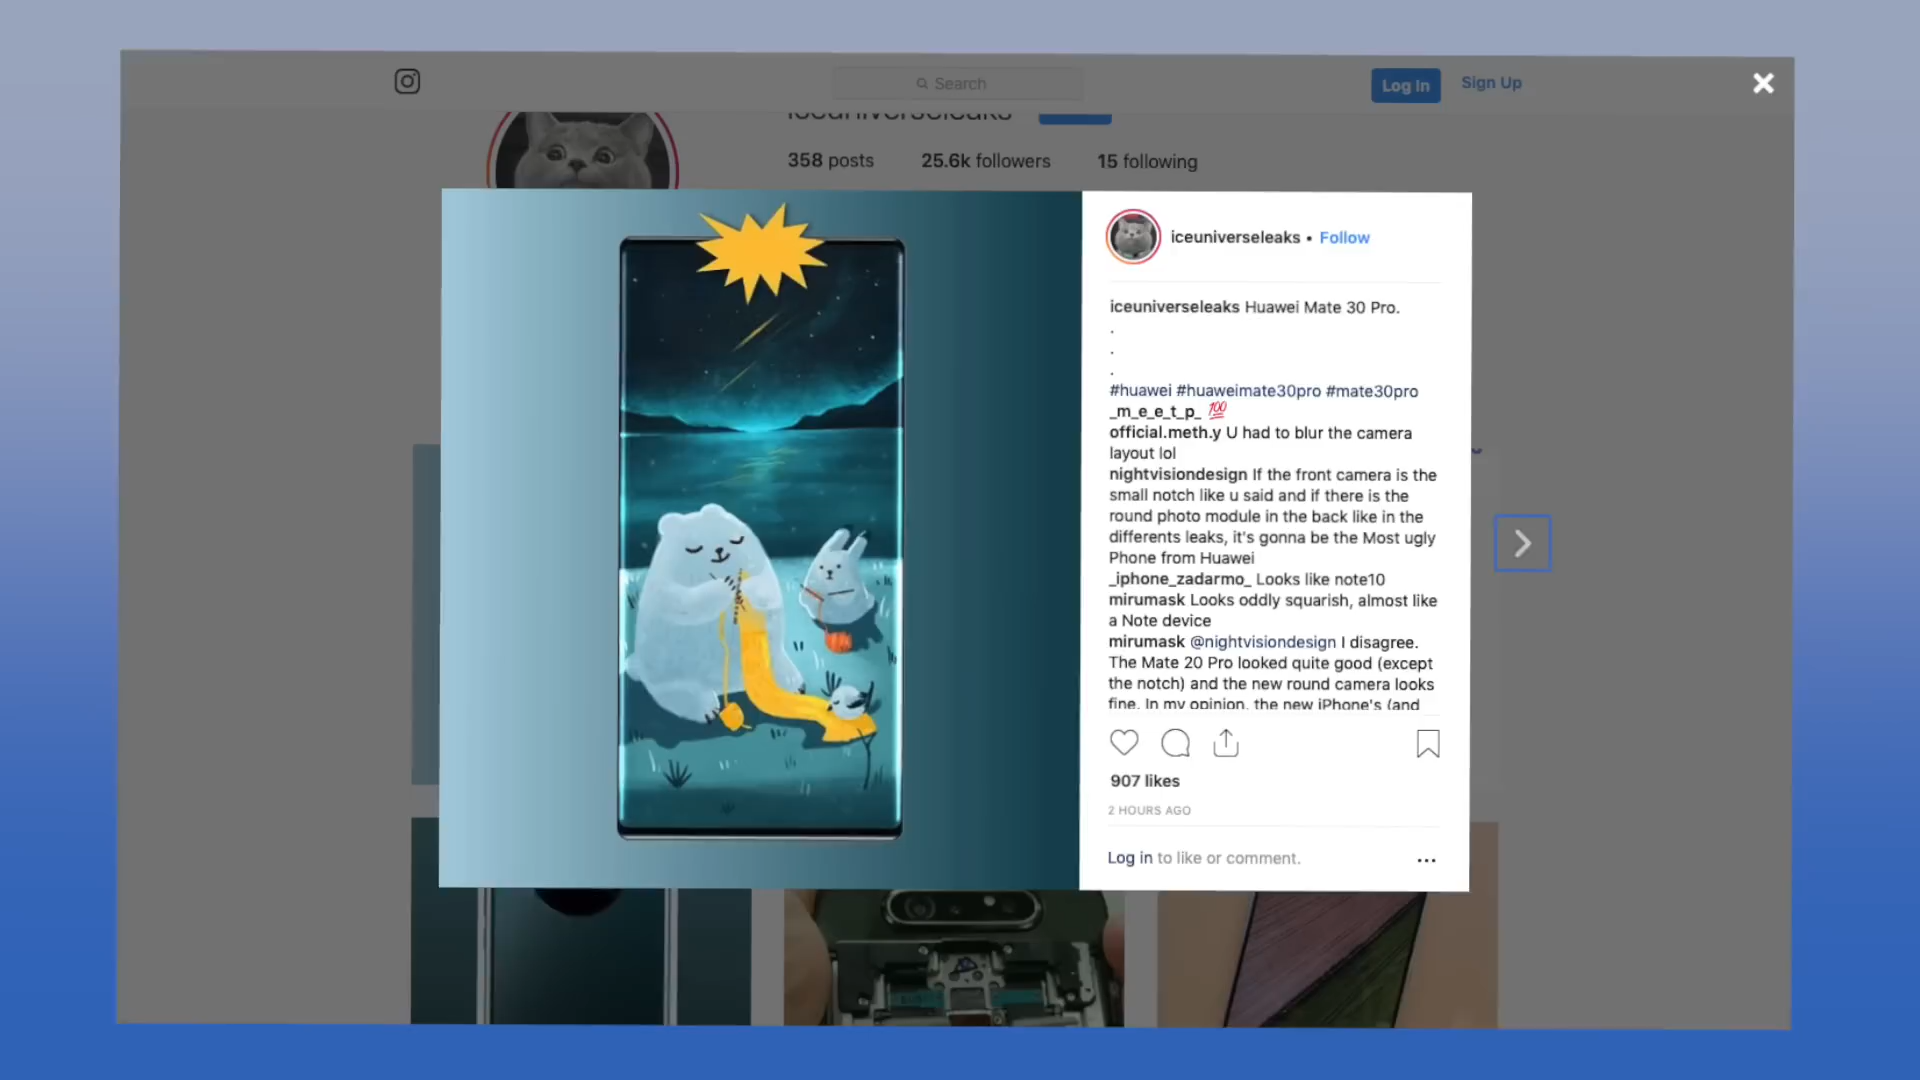 Search
Log In
Sign Up
iceuniverseleaks
358 posts
25.6k followers
15 following
iceuniverseleaks • Follow
iceuniverseleaks Huawei Mate 30 Pro.
.
.
.
#huawei #huaweimate30pro #mate30pro
_m_e_e_t_p_ 💯
official.meth.y U had to blur the camera
layout lol
nightvisiondesign If the front camera is the
small notch like u said and if there is the
round photo module in the back like in the
differents leaks, it's gonna be the Most ugly
Phone from Huawei
_iphone_zadarmo_ Looks like note10
mirumask Looks oddly squarish, almost like
a Note device
mirumask @nightvisiondesign I disagree.
The Mate 20 Pro looked quite good (except
the notch) and the new round camera looks
fine. In my opinion, the new iPhone's (and
907 likes
2 HOURS AGO
Log in to like or comment.